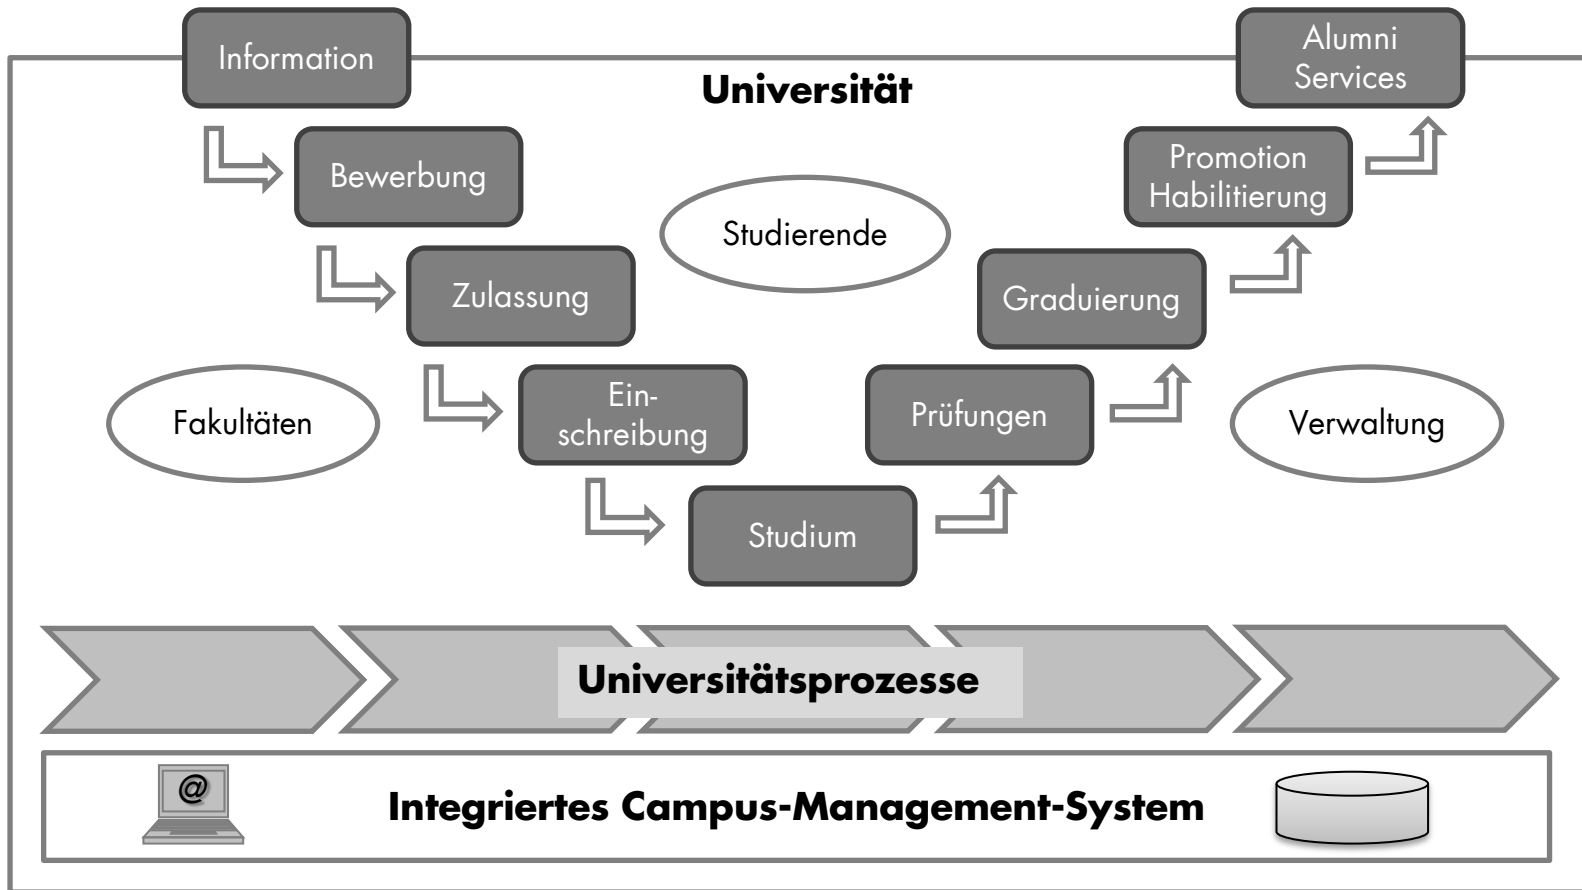 Information
Alumni
Services
Universität
Bewerbung
Promotion
Habilitierung
Studierende
Zulassung
Graduierung
Fakultäten
Ein-
schreibung
Prüfungen
Verwaltung
Studium
Universitätsprozesse
@
Integriertes Campus-Management-System